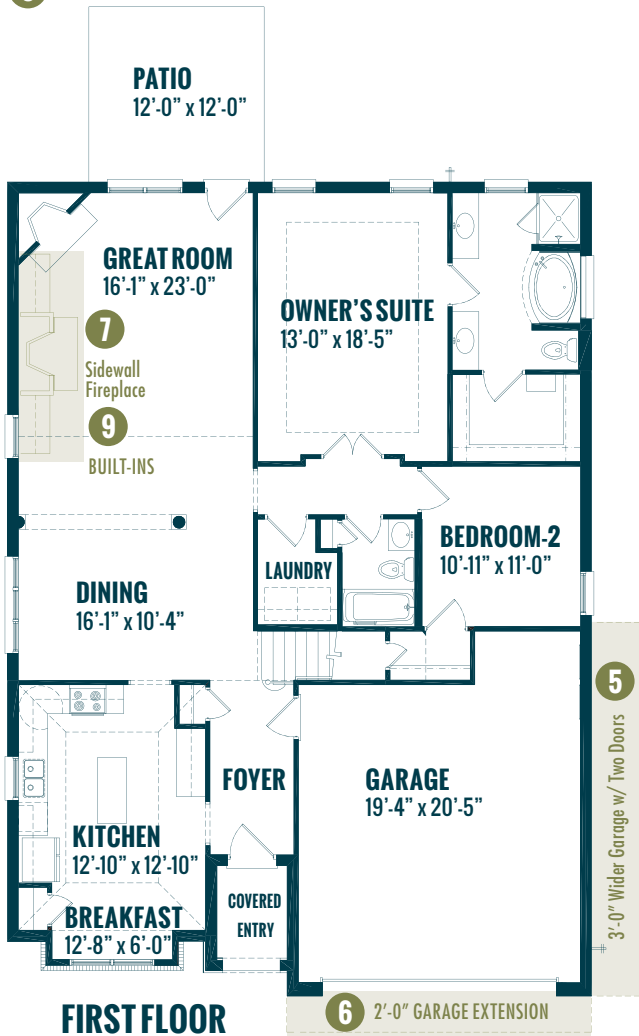 PATIO
12'-0" x 12'-0"
GREAT ROOM
16'-1" x 23'-0"
OWNER'S SUITE
13'-0" x 18'-5"
7
Sidewall
Fireplace
9
BUILT-INS
BEDROOM-2
10'-11" x 11'-0"
LAUNDRY
DINING
16'-1" x 10'-4"
5
3'-0" Wider Garage w/ Two Doors
FOYER
GARAGE
19'-4" x 20'-5"
KITCHEN
12'-10" x 12'-10"
COVERED
ENTRY
BREAKFAST
12'-8" x 6'-0"
6
2'-0" GARAGE EXTENSION
FIRST FLOOR